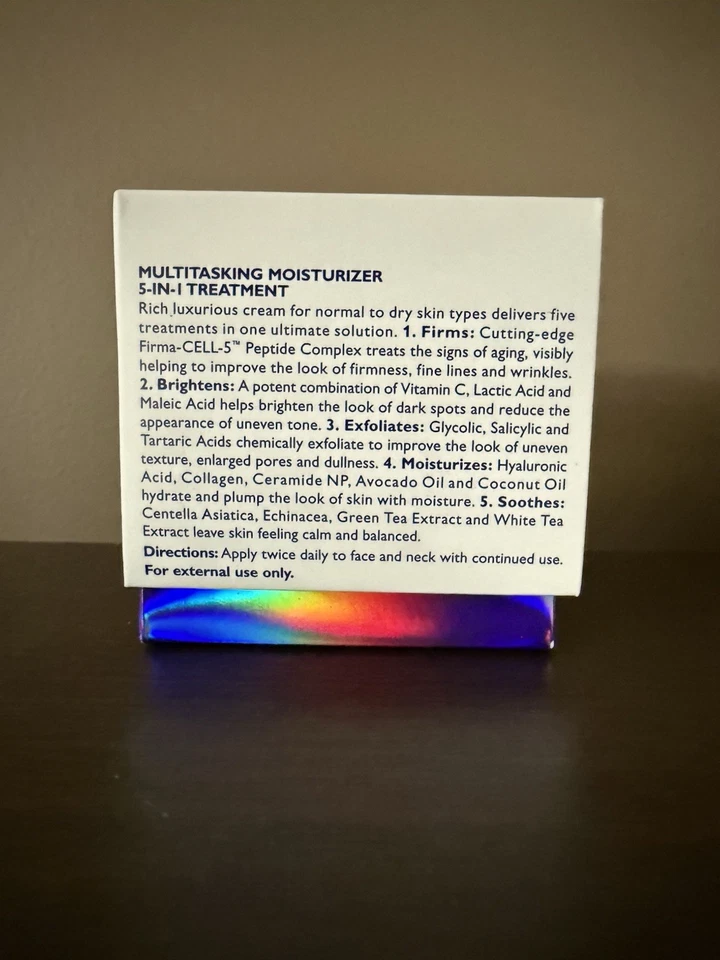 MULTITASKING MOISTURIZER
5-IN-1 TREATMENT
Rich luxurious cream for normal to dry skin types delivers five
treatments in one ultimate solution. 1. Firms: Cutting-edge
Firma-CELL-5™ Peptide Complex treats the signs of aging, visibly
helping to improve the look of firmness, fine lines and wrinkles.
2. Brightens: A potent combination of Vitamin C, Lactic Acid and
Maleic Acid helps brighten the look of dark spots and reduce the
appearance of uneven tone. 3. Exfoliates: Glycolic, Salicylic and
Tartaric Acids chemically exfoliate to improve the look of uneven
texture, enlarged pores and dullness. 4. Moisturizes: Hyaluronic
Acid, Collagen, Ceramide NP, Avocado Oil and Coconut Oil
hydrate and plump the look of skin with moisture. 5. Soothes:
Centella Asiatica, Echinacea, Green Tea Extract and White Tea
Extract leave skin feeling calm and balanced.
Directions: Apply twice daily to face and neck with continued use.
For external use only.